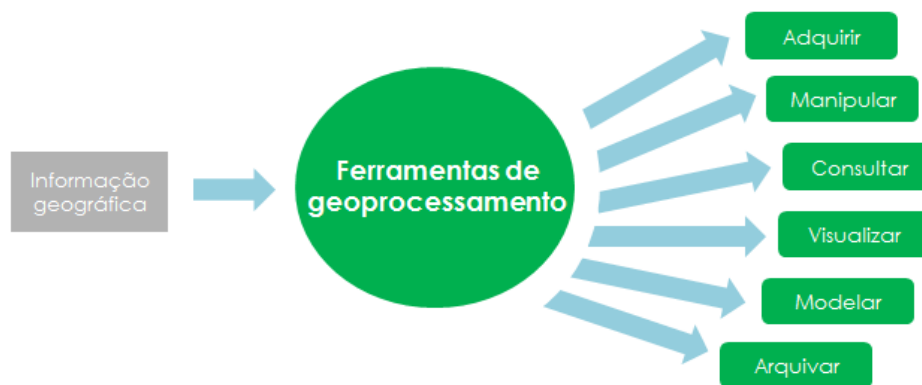 Informação
geográfica
Ferramentas de
geoprocessamento
Adquirir
Manipular
Consultar
Visualizar
Modelar
Arquivar